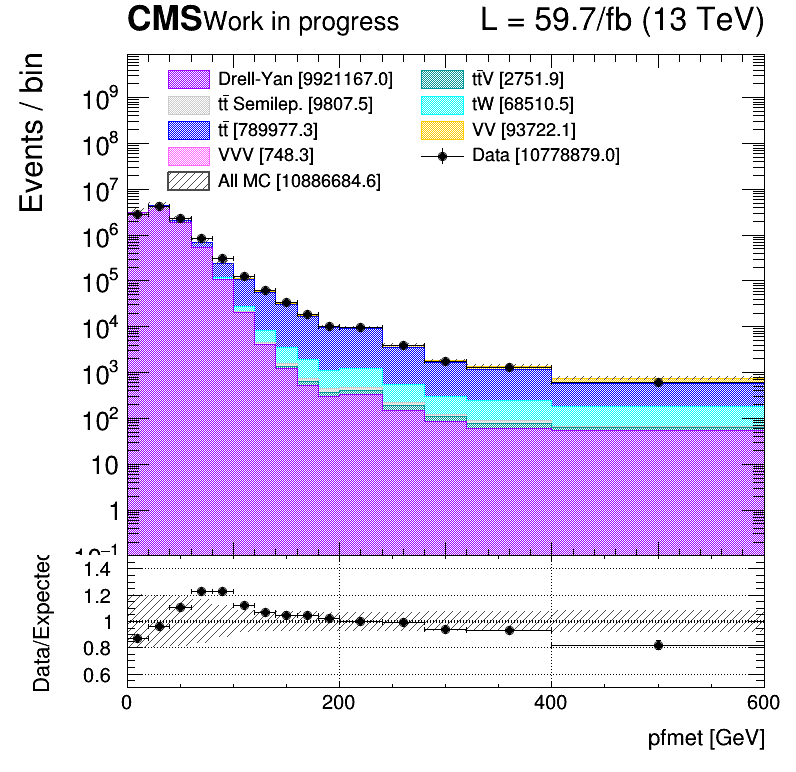 CMS Work in progress L = 59.7/fb (13 TeV)
Events / bin
Drell-Yan [9921167.0] tt̄V [2751.9]
tt̄ Semilep. [9807.5] tW [68510.5]
tt̄ [789977.3] VV [93722.1]
VVV [748.3] Data [10778879.0]
All MC [10886684.6]
10⁹
10⁸
10⁷
10⁶
10⁵
10⁴
10³
10²
10
1
10⁻¹
Data/Expected
1.4
1.2
1
0.8
0.6
0 200 400 600
pfmet [GeV]